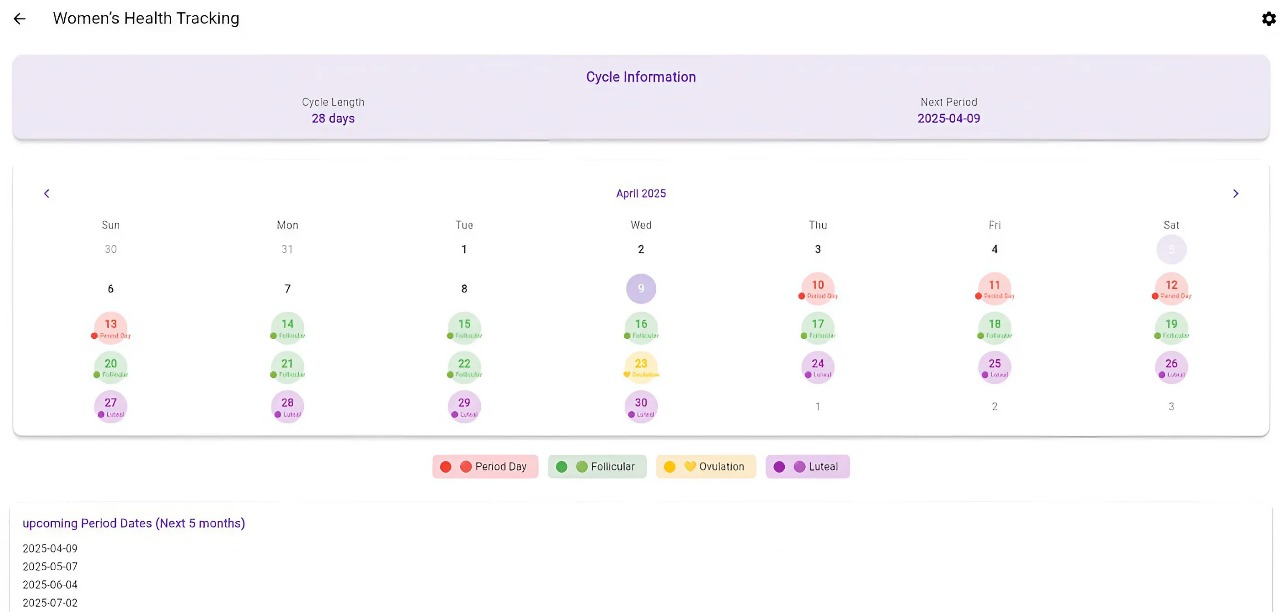 Women's Health Tracking
Cycle Information
Cycle Length Next Period
28 days 2025-04-09
April 2025
Sun Mon Tue Wed Thu Fri Sat
30 31 1 2 3 4 5
6 7 8 9 10 11 12
Period Day Period Day Period Day
13 14 15 16 17 18 19
Period Day Follicular Follicular Follicular Follicular Follicular Follicular
20 21 22 23 24 25 26
Follicular Follicular Follicular Ovulation Luteal Luteal Luteal
27 28 29 30 1 2 3
Luteal Luteal Luteal Luteal
Period Day Follicular Ovulation Luteal
upcoming Period Dates (Next 5 months)
2025-04-09
2025-05-07
2025-06-04
2025-07-02